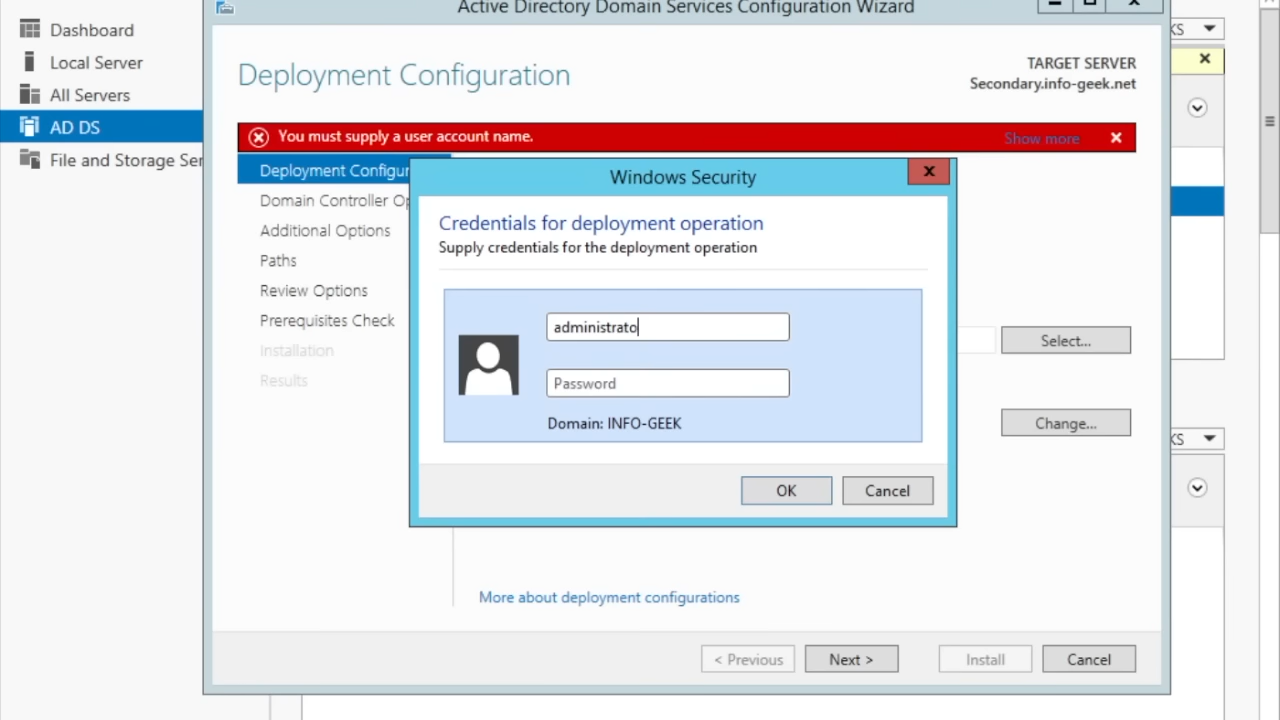 Active Directory Domain Services Configuration Wizard
Dashboard
Local Server
All Servers
AD DS
File and Storage Ser
Deployment Configuration
TARGET SERVER
Secondary.info-geek.net
You must supply a user account name.
Show more
Deployment Configur
Domain Controller Op
Additional Options
Paths
Review Options
Prerequisites Check
Installation
Results
Windows Security
Credentials for deployment operation
Supply credentials for the deployment operation
administrato
Password
Domain: INFO-GEEK
OK
Cancel
Select...
Change...
More about deployment configurations
< Previous
Next >
Install
Cancel